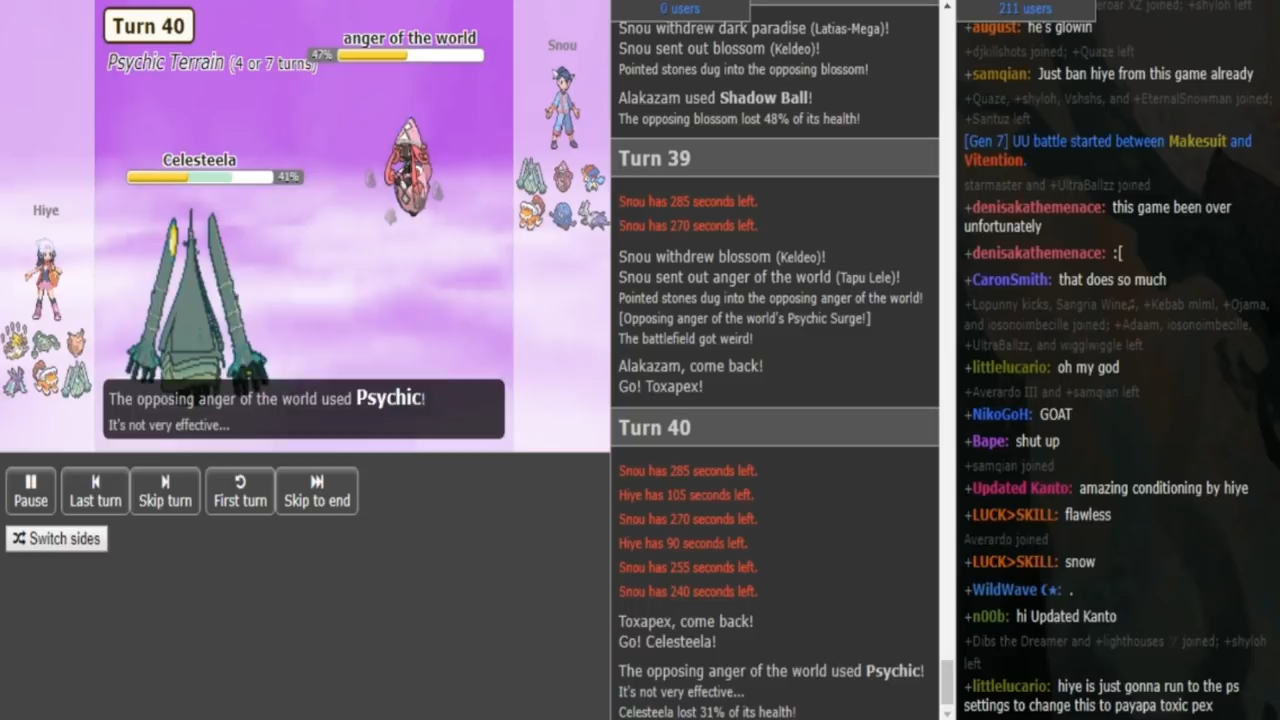 Turn 40
Psychic Terrain (4 or 7 turns)
anger of the world
47%
Celesteela
41%
Hiye
Snou
The opposing anger of the world used Psychic!
It's not very effective...
Pause
Last turn
Skip turn
First turn
Skip to end
Switch sides
0 users
Snou withdrew dark paradise (Latias-Mega)!
Snou sent out blossom (Keldeo)!
Pointed stones dug into the opposing blossom!
Alakazam used Shadow Ball!
The opposing blossom lost 48% of its health!
Turn 39
Snou has 285 seconds left.
Snou has 270 seconds left.
Snou withdrew blossom (Keldeo)!
Snou sent out anger of the world (Tapu Lele)!
Pointed stones dug into the opposing anger of the world!
[Opposing anger of the world's Psychic Surge!]
The battlefield got weird!
Alakazam, come back!
Go! Toxapex!
Turn 40
Snou has 285 seconds left.
Hiye has 105 seconds left.
Snou has 270 seconds left.
Hiye has 90 seconds left.
Snou has 255 seconds left.
Snou has 240 seconds left.
Toxapex, come back!
Go! Celesteela!
The opposing anger of the world used Psychic!
It's not very effective...
Celesteela lost 31% of its health!
211 users
XZ joined; +shyloh left
+august: he's glowin
+djkillshots joined; +Quaze left
+samqian: Just ban hiye from this game already
+Quaze, +shyloh, Vshshs, and +EternalSnowman joined;
+Santuz left
[Gen 7] UU battle started between Makesuit and
Vitention.
starmaster and +UltraBallzz joined
+denisakathemenace: this game been over
unfortunately
+denisakathemenace: :[
+CaronSmith: that does so much
+Lopunny kicks, Sangria Wine♫, +Kebab mlml, +Ojama,
and iosonoimbecille joined; +Adaam, iosonoimbecille,
+UltraBallzz, and wigglwiggle left
+littlelucario: oh my god
+Averardo III and +samqian left
+NikoGoH: GOAT
+Bape: shut up
+samqian joined
+Updated Kanto: amazing conditioning by hiye
+LUCK>SKILL: flawless
Averardo joined
+LUCK>SKILL: snow
+WildWave ☾★: .
+n00b: hi Updated Kanto
+Dibs the Dreamer and +lighthouses joined; +shyloh
left
+littlelucario: hiye is just gonna run to the ps
settings to change this to payapa toxic pex